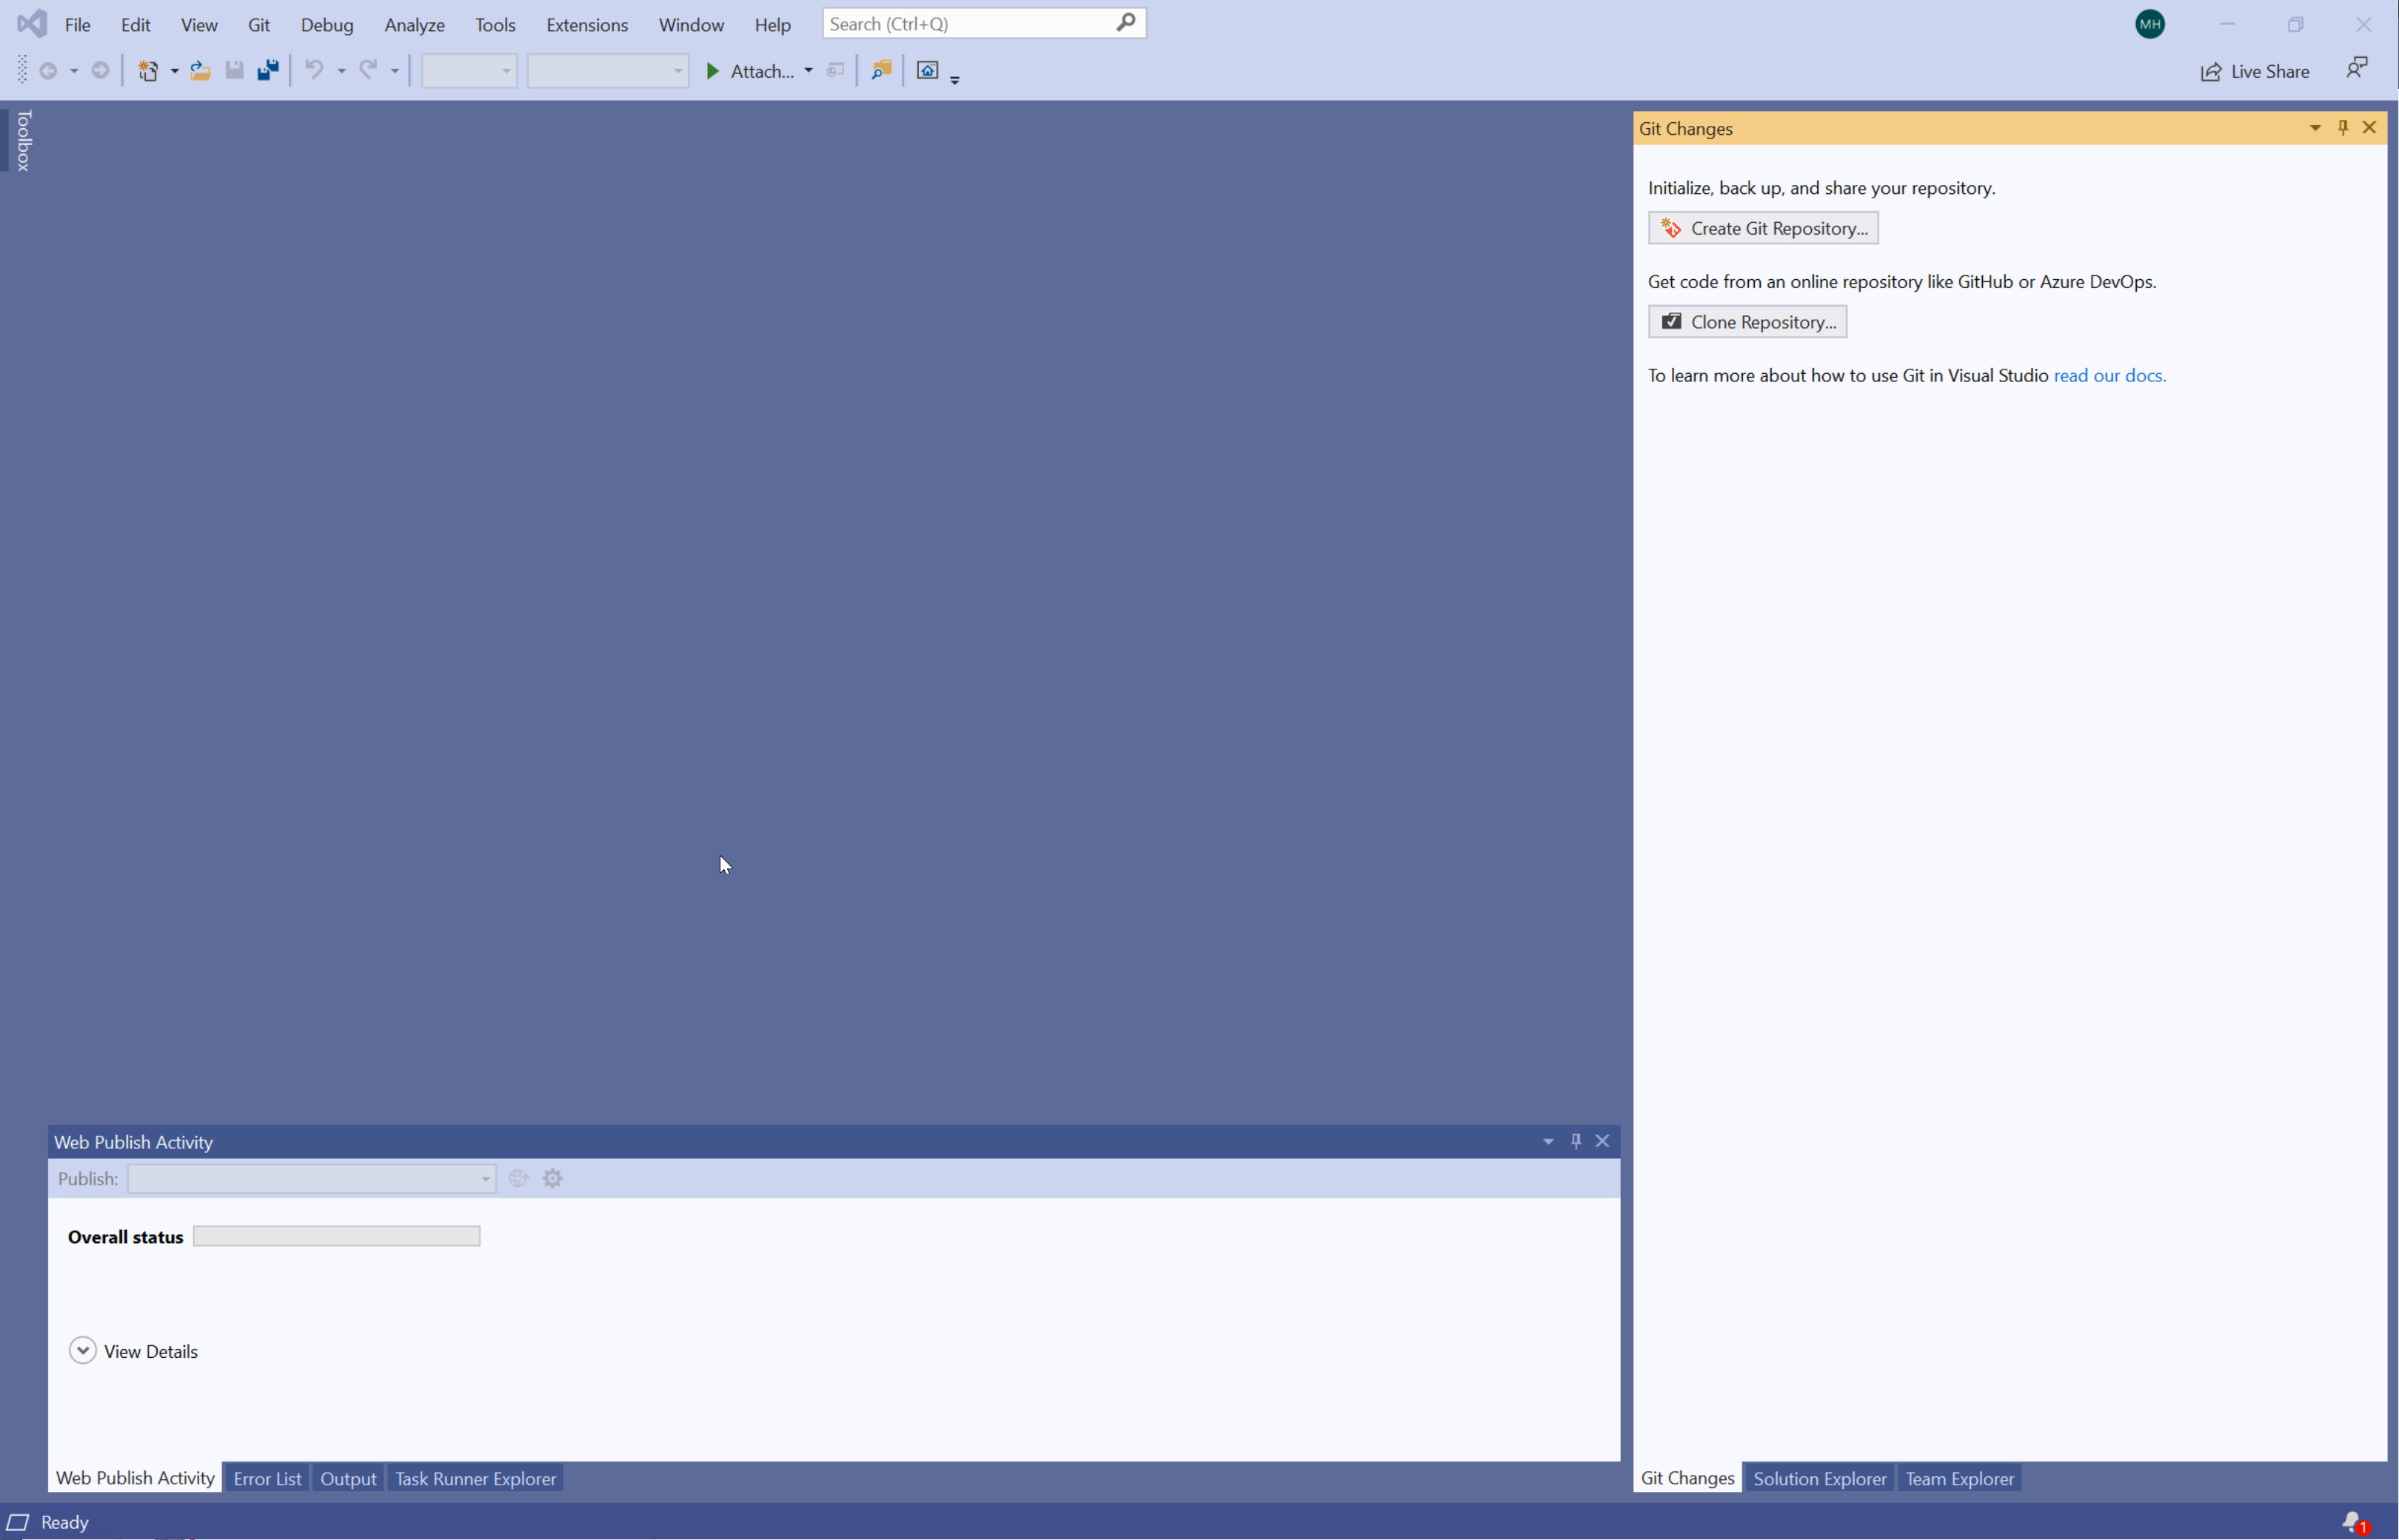 File Edit View Git Debug Analyze Tools Extensions Window Help Search (Ctrl+Q) MH
Attach... Live Share
Toolbox
Git Changes
Initialize, back up, and share your repository.
Create Git Repository...
Get code from an online repository like GitHub or Azure DevOps.
Clone Repository...
To learn more about how to use Git in Visual Studio read our docs.
Web Publish Activity
Publish:
Overall status
View Details
Web Publish Activity Error List Output Task Runner Explorer
Git Changes Solution Explorer Team Explorer
Ready 1